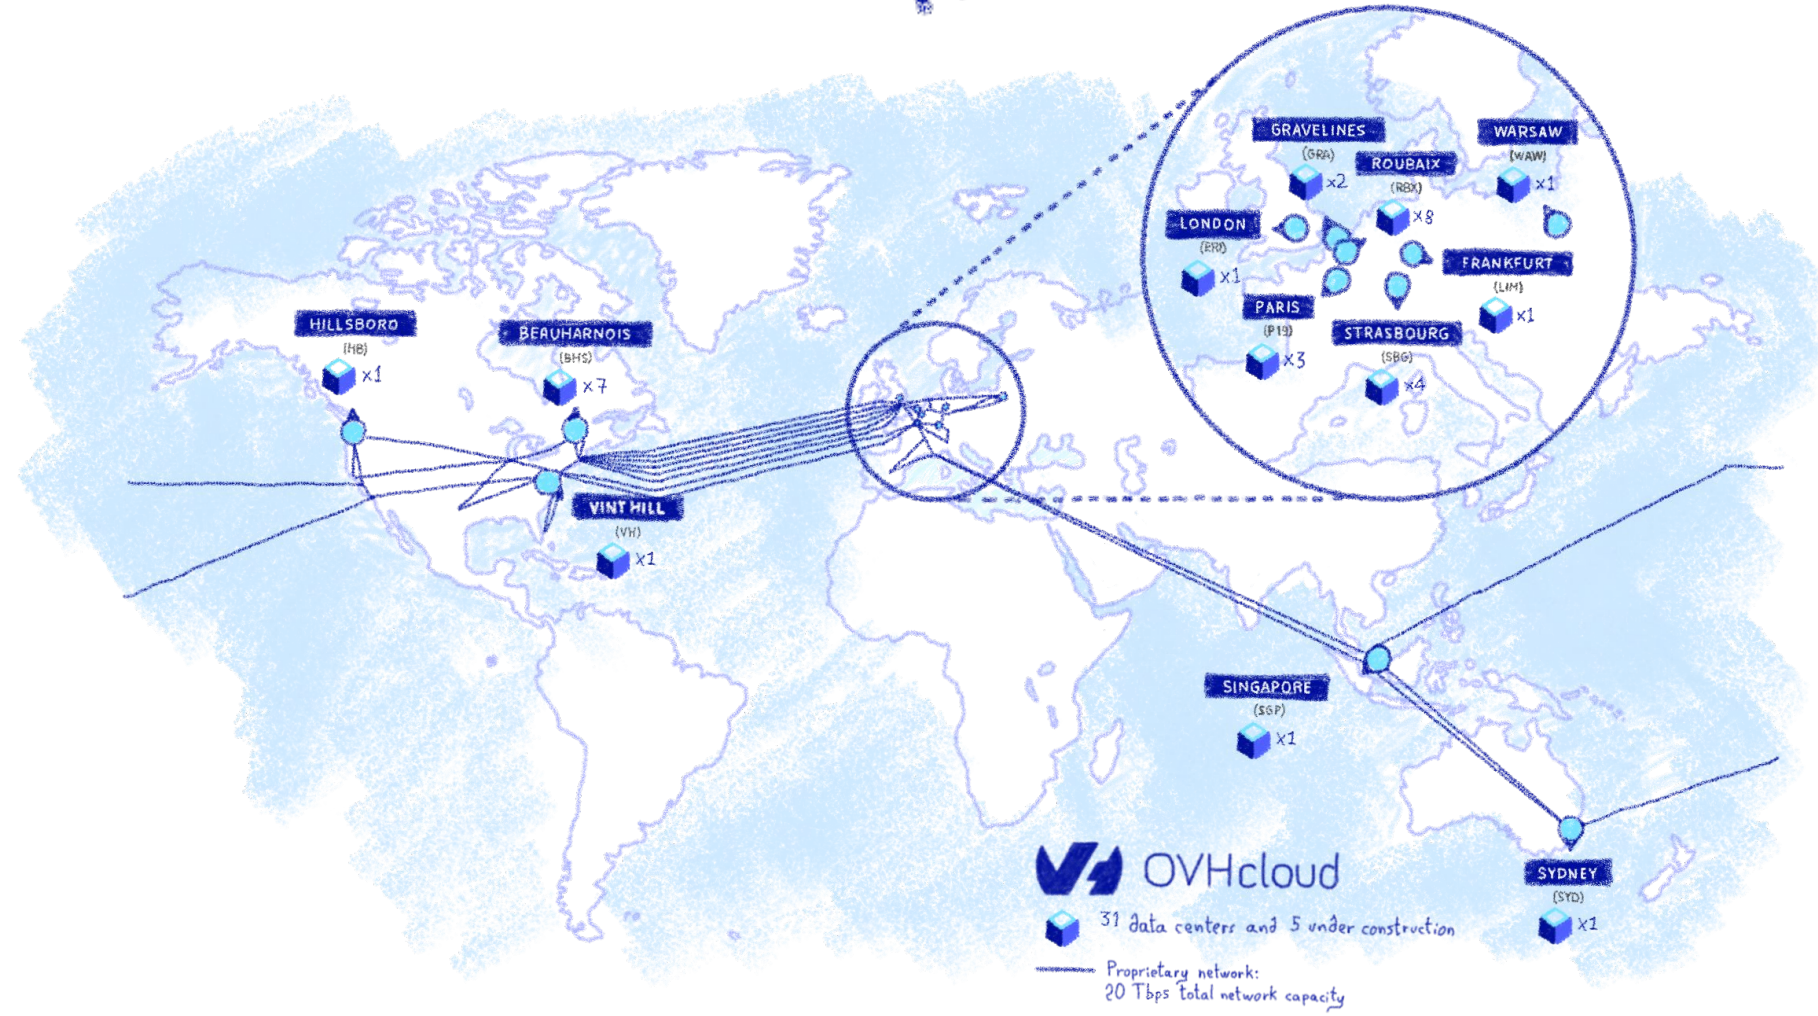 GRAVELINES
(GRA)
x2
WARSAW
(WAW)
x1
ROUBAIX
(RBX)
x8
LONDON
x1
FRANKFURT
(LIM)
x1
PARIS
(P19)
x3
STRASBOURG
(SBG)
x4
HILLSBORO
(HB)
x1
BEAUHARNOIS
(BHS)
x7
VINT HILL
(VH)
x1
SINGAPORE
(SGP)
x1
SYDNEY
(SYD)
x1
OVHcloud
31 data centers and 5 under construction
Proprietary network:
20 Tbps total network capacity